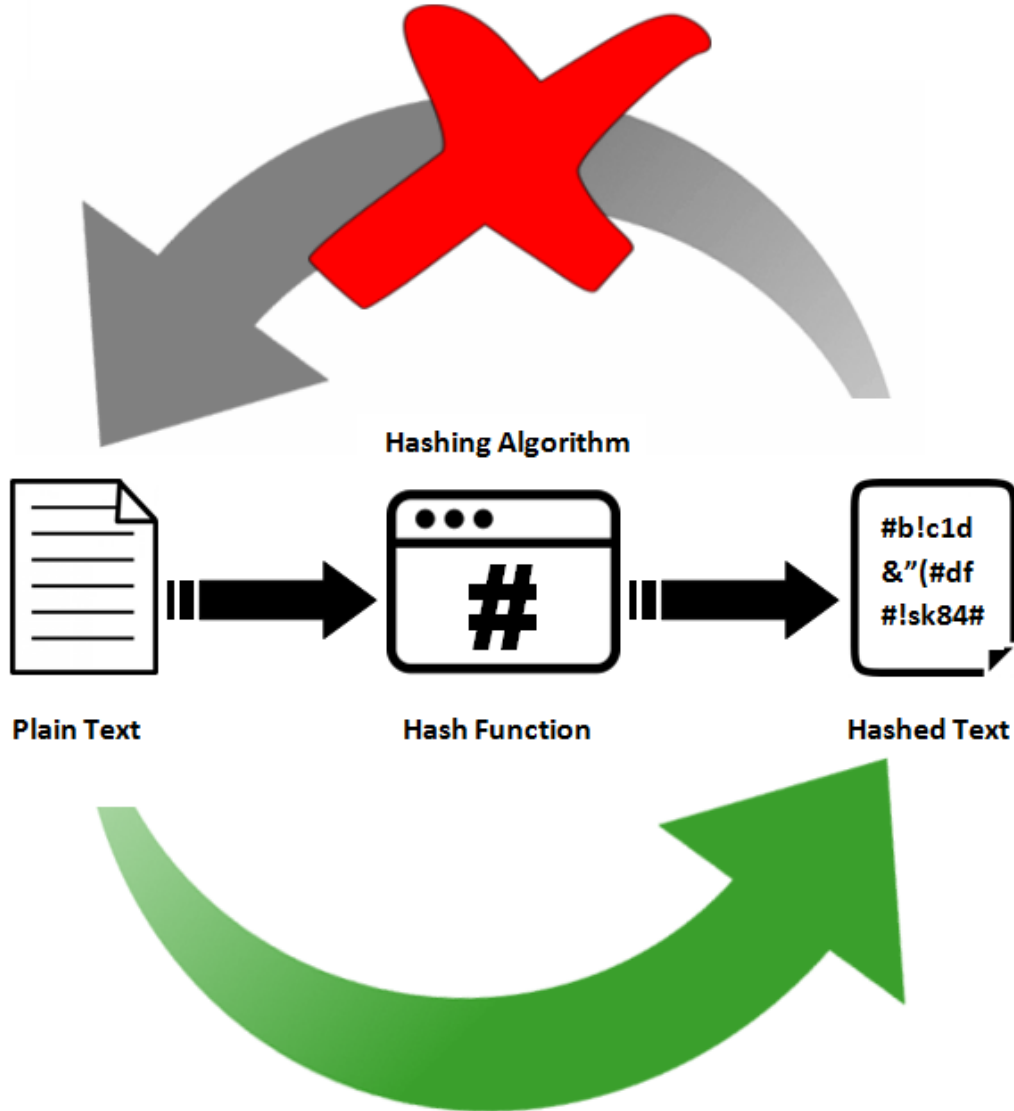 Hashing Algorithm
#
#b!c1d
&”(#df
#!sk84#
Plain Text
Hash Function
Hashed Text